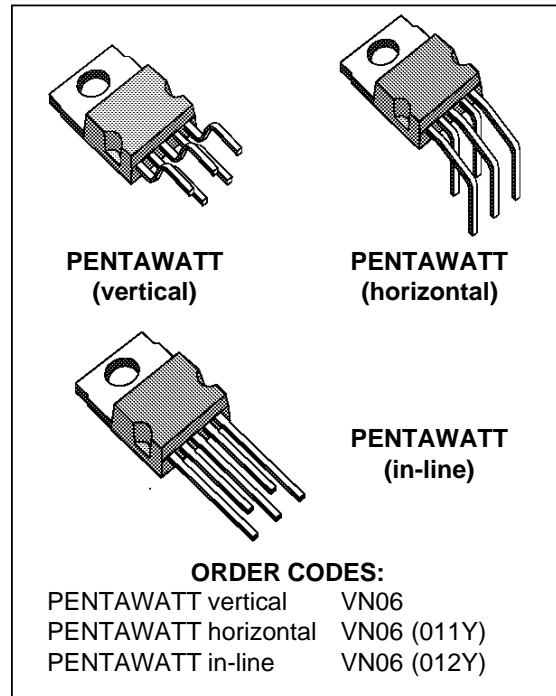 PENTAWATT
(vertical)
PENTAWATT
(horizontal)
PENTAWATT
(in-line)
ORDER CODES:
PENTAWATT vertical VN06
PENTAWATT horizontal VN06 (011Y)
PENTAWATT in-line VN06 (012Y)